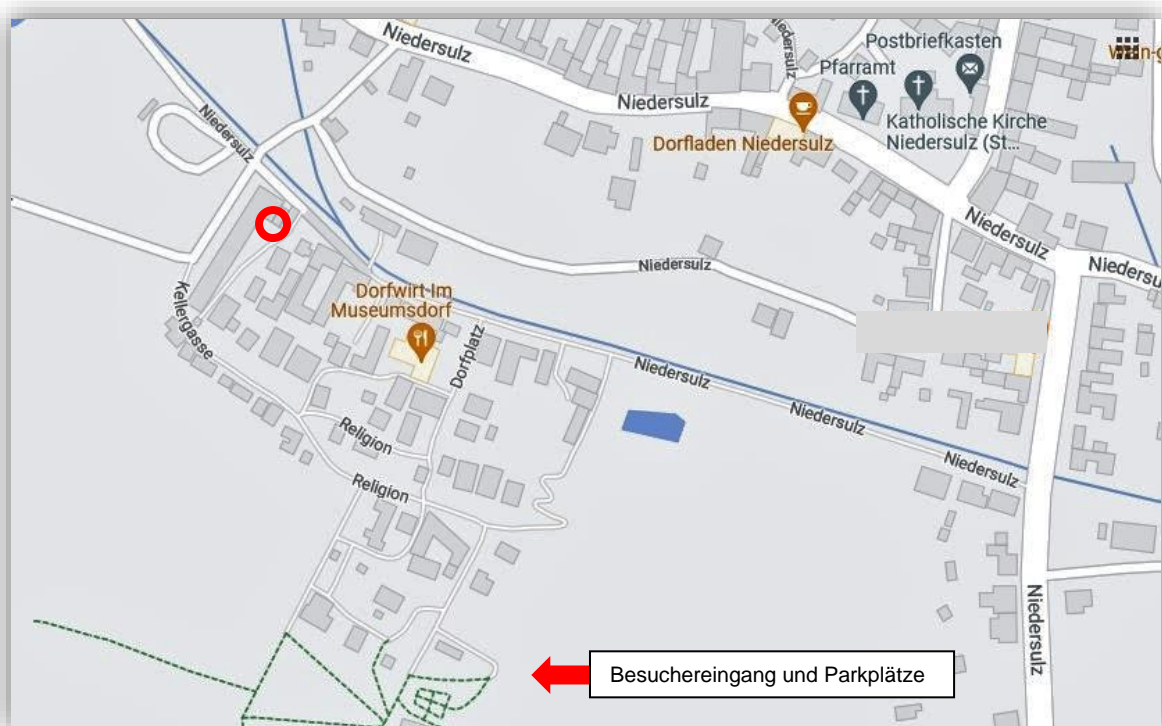 Niedersulz
Niedersulz
Postbriefkasten
Pfarramt
Niedersulz
Niedersulz
Katholische Kirche
Niedersulz (St...
Dorfladen Niedersulz
Niedersulz
Niedersulz
Niedersulz
Dorfwirt Im
Museumsdorf
Kellergasse
Dorfplatz
Niedersulz
Niedersulz
Religion
Niedersulz
Religion
Niedersulz
Besuchereingang und Parkplätze